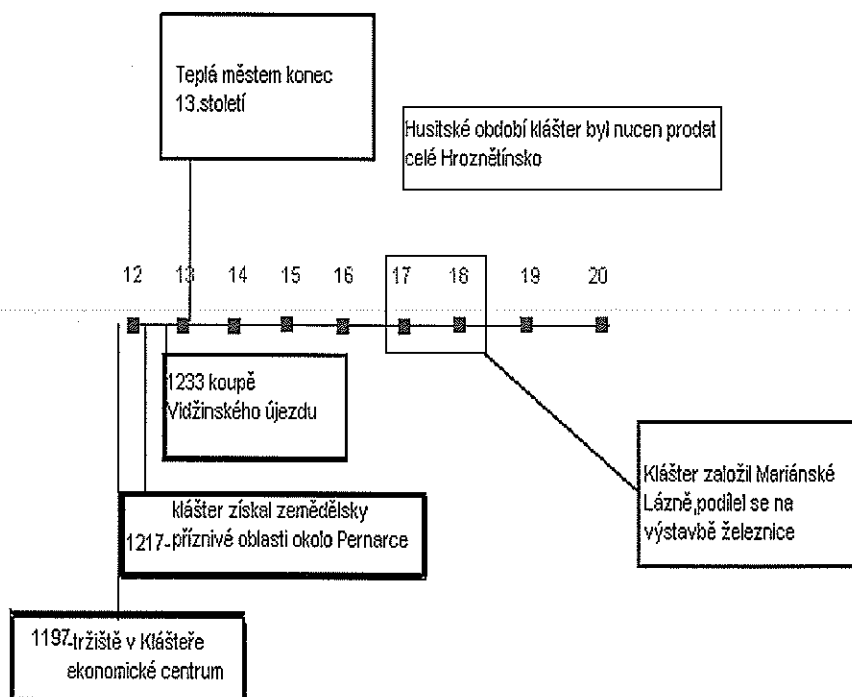 Teplá městem konec
13.století
Husitské období klášter byl nucen prodat
celé Hroznětínsko
12 13 14 15 16 17 18 19 20
1233 koupě
Vidžinského újezdu
klášter získal zemědělsky
1217-příznivé oblasti okolo Pernarce
Klášter založil Mariánské
Lázně,podílel se na
výstavbě železnice
1197-tržiště v Klášteře
ekonomické centrum